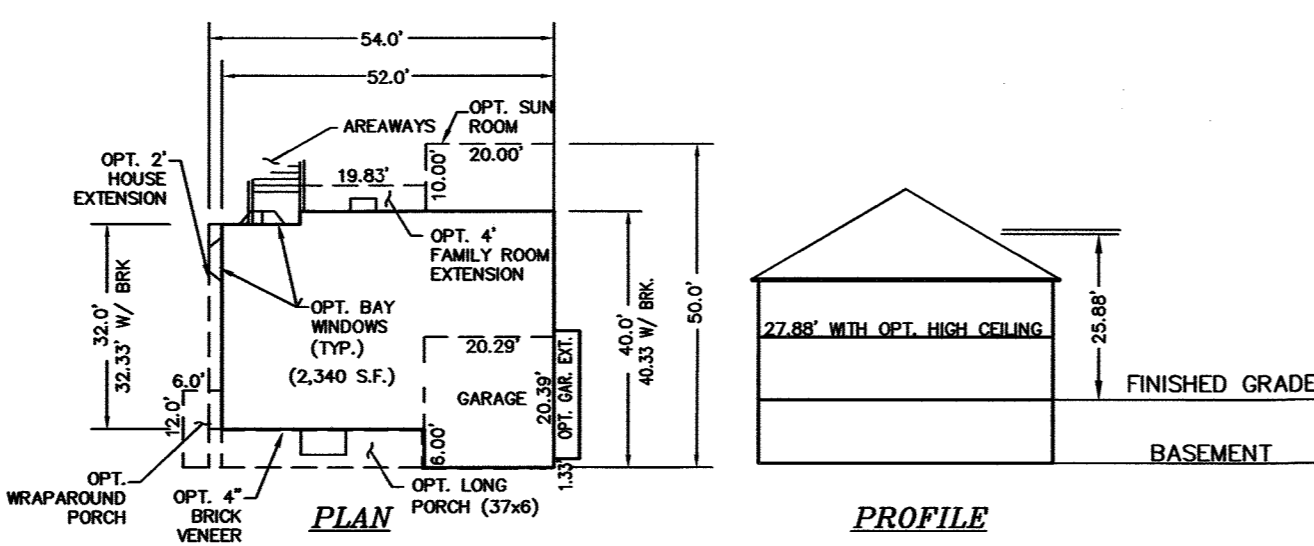 54.0'
52.0'
AREAWAYS
OPT. SUN
ROOM
20.00'
10.00'
19.83'
OPT. 2'
HOUSE
EXTENSION
OPT. 4'
FAMILY ROOM
EXTENSION
32.0'
32.33' W/ BRK
OPT. BAY
WINDOWS
(TYP.)
(2,340 S.F.)
20.29'
GARAGE
20.39'
OPT. GAR. EXT.
40.0'
40.33 W/ BRK.
50.0'
6.0'
12.0'
6.00'
1.33'
OPT.
WRAPAROUND
PORCH
OPT. 4"
BRICK
VENEER
OPT. LONG
PORCH (37x6)
PLAN
27.88' WITH OPT. HIGH CEILING
25.88'
FINISHED GRADE
BASEMENT
PROFILE